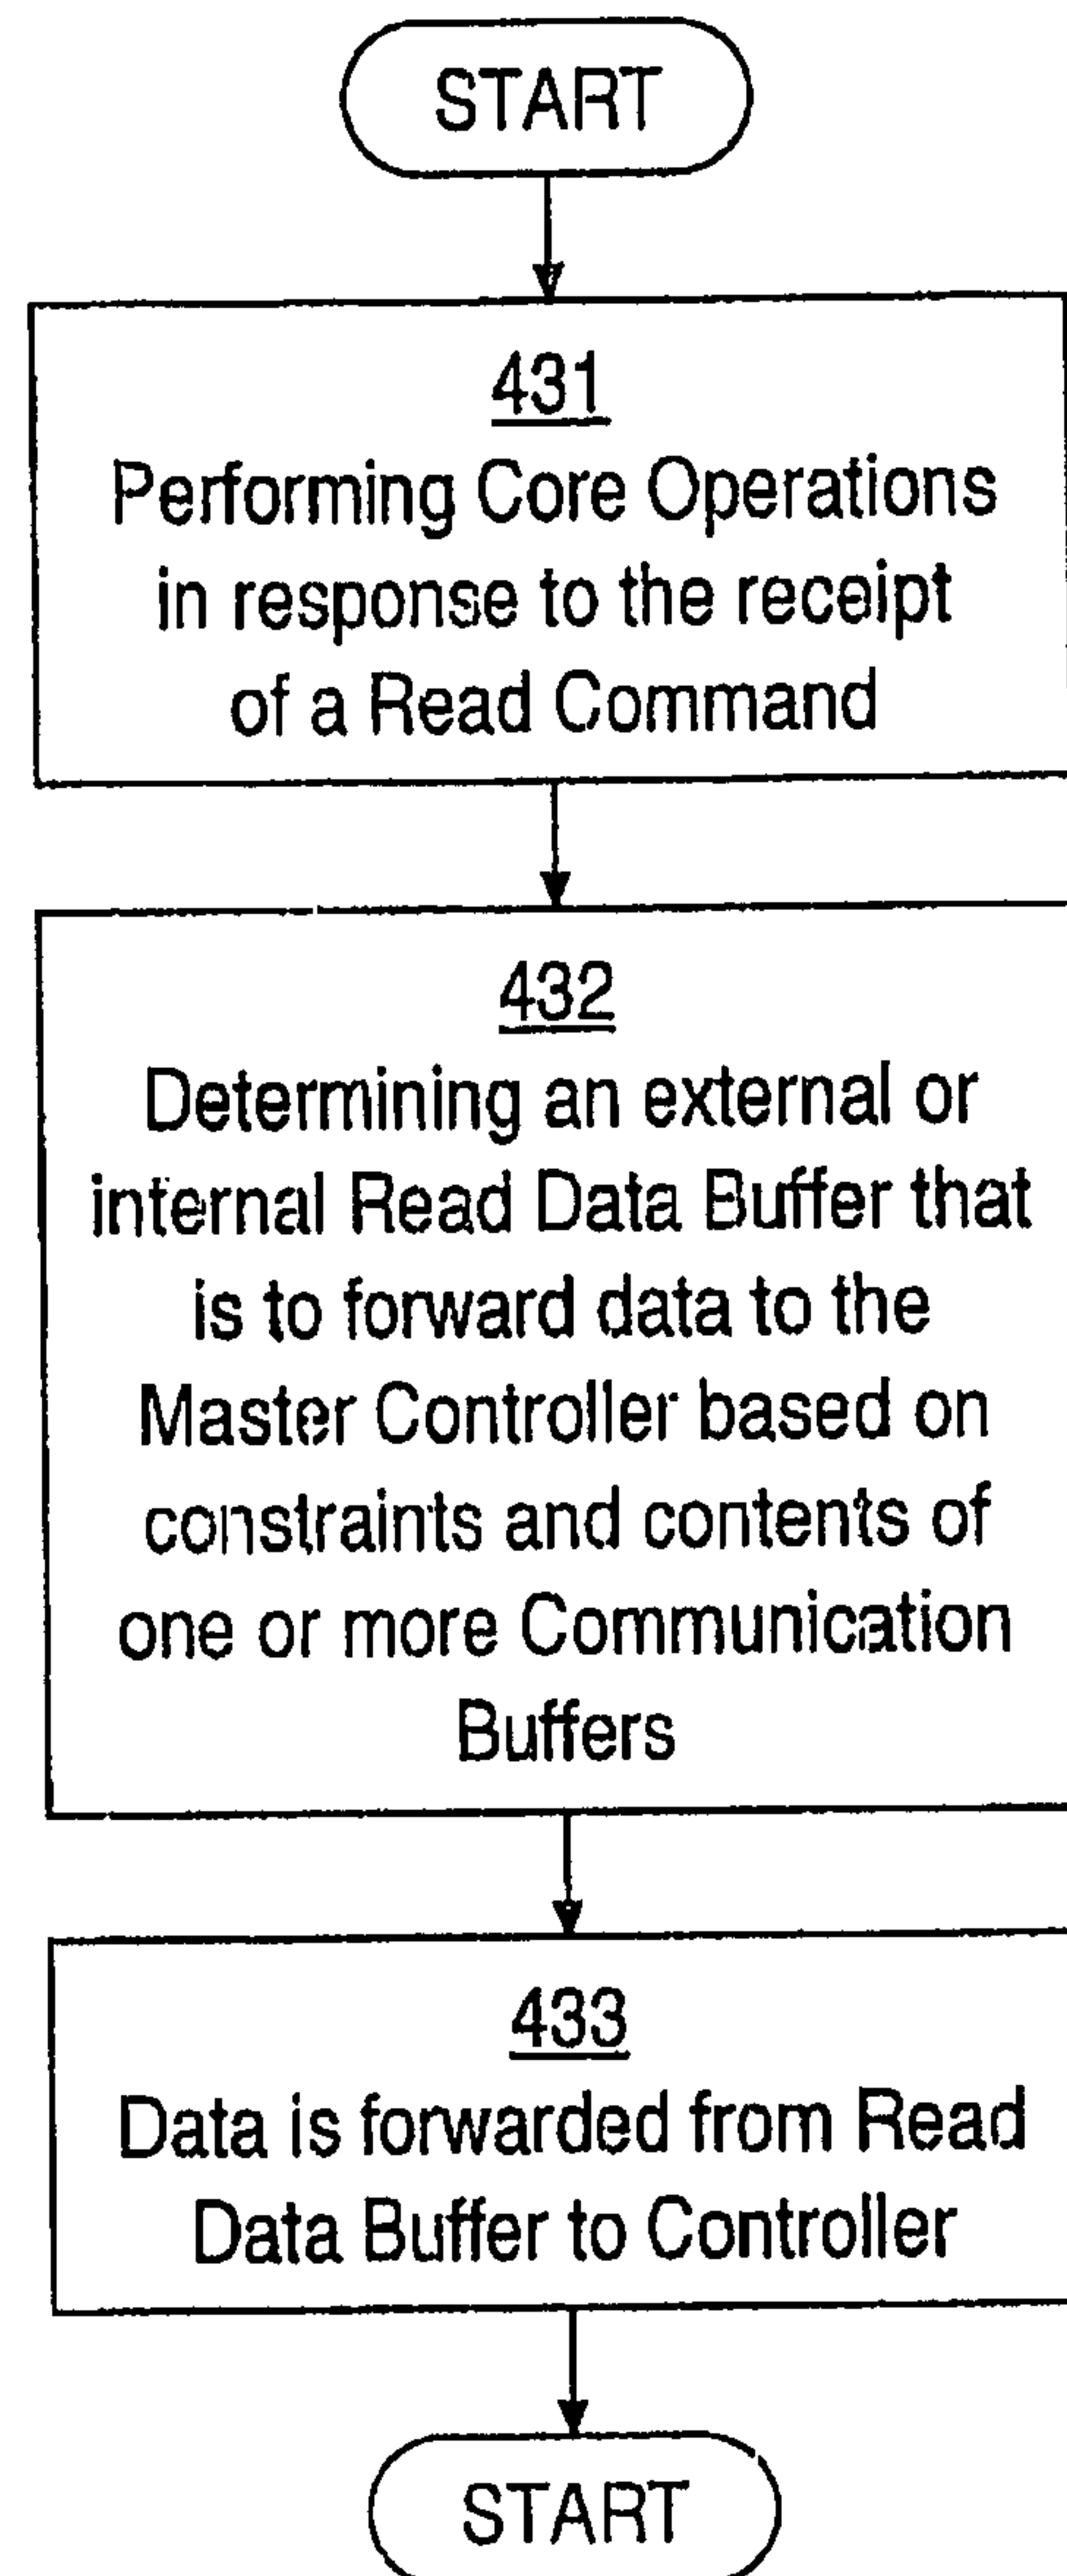 START
431
Performing Core Operations
in response to the receipt
of a Read Command
432
Determining an external or
internal Read Data Buffer that
is to forward data to the
Master Controller based on
constraints and contents of
one or more Communication
Buffers
433
Data is forwarded from Read
Data Buffer to Controller
START